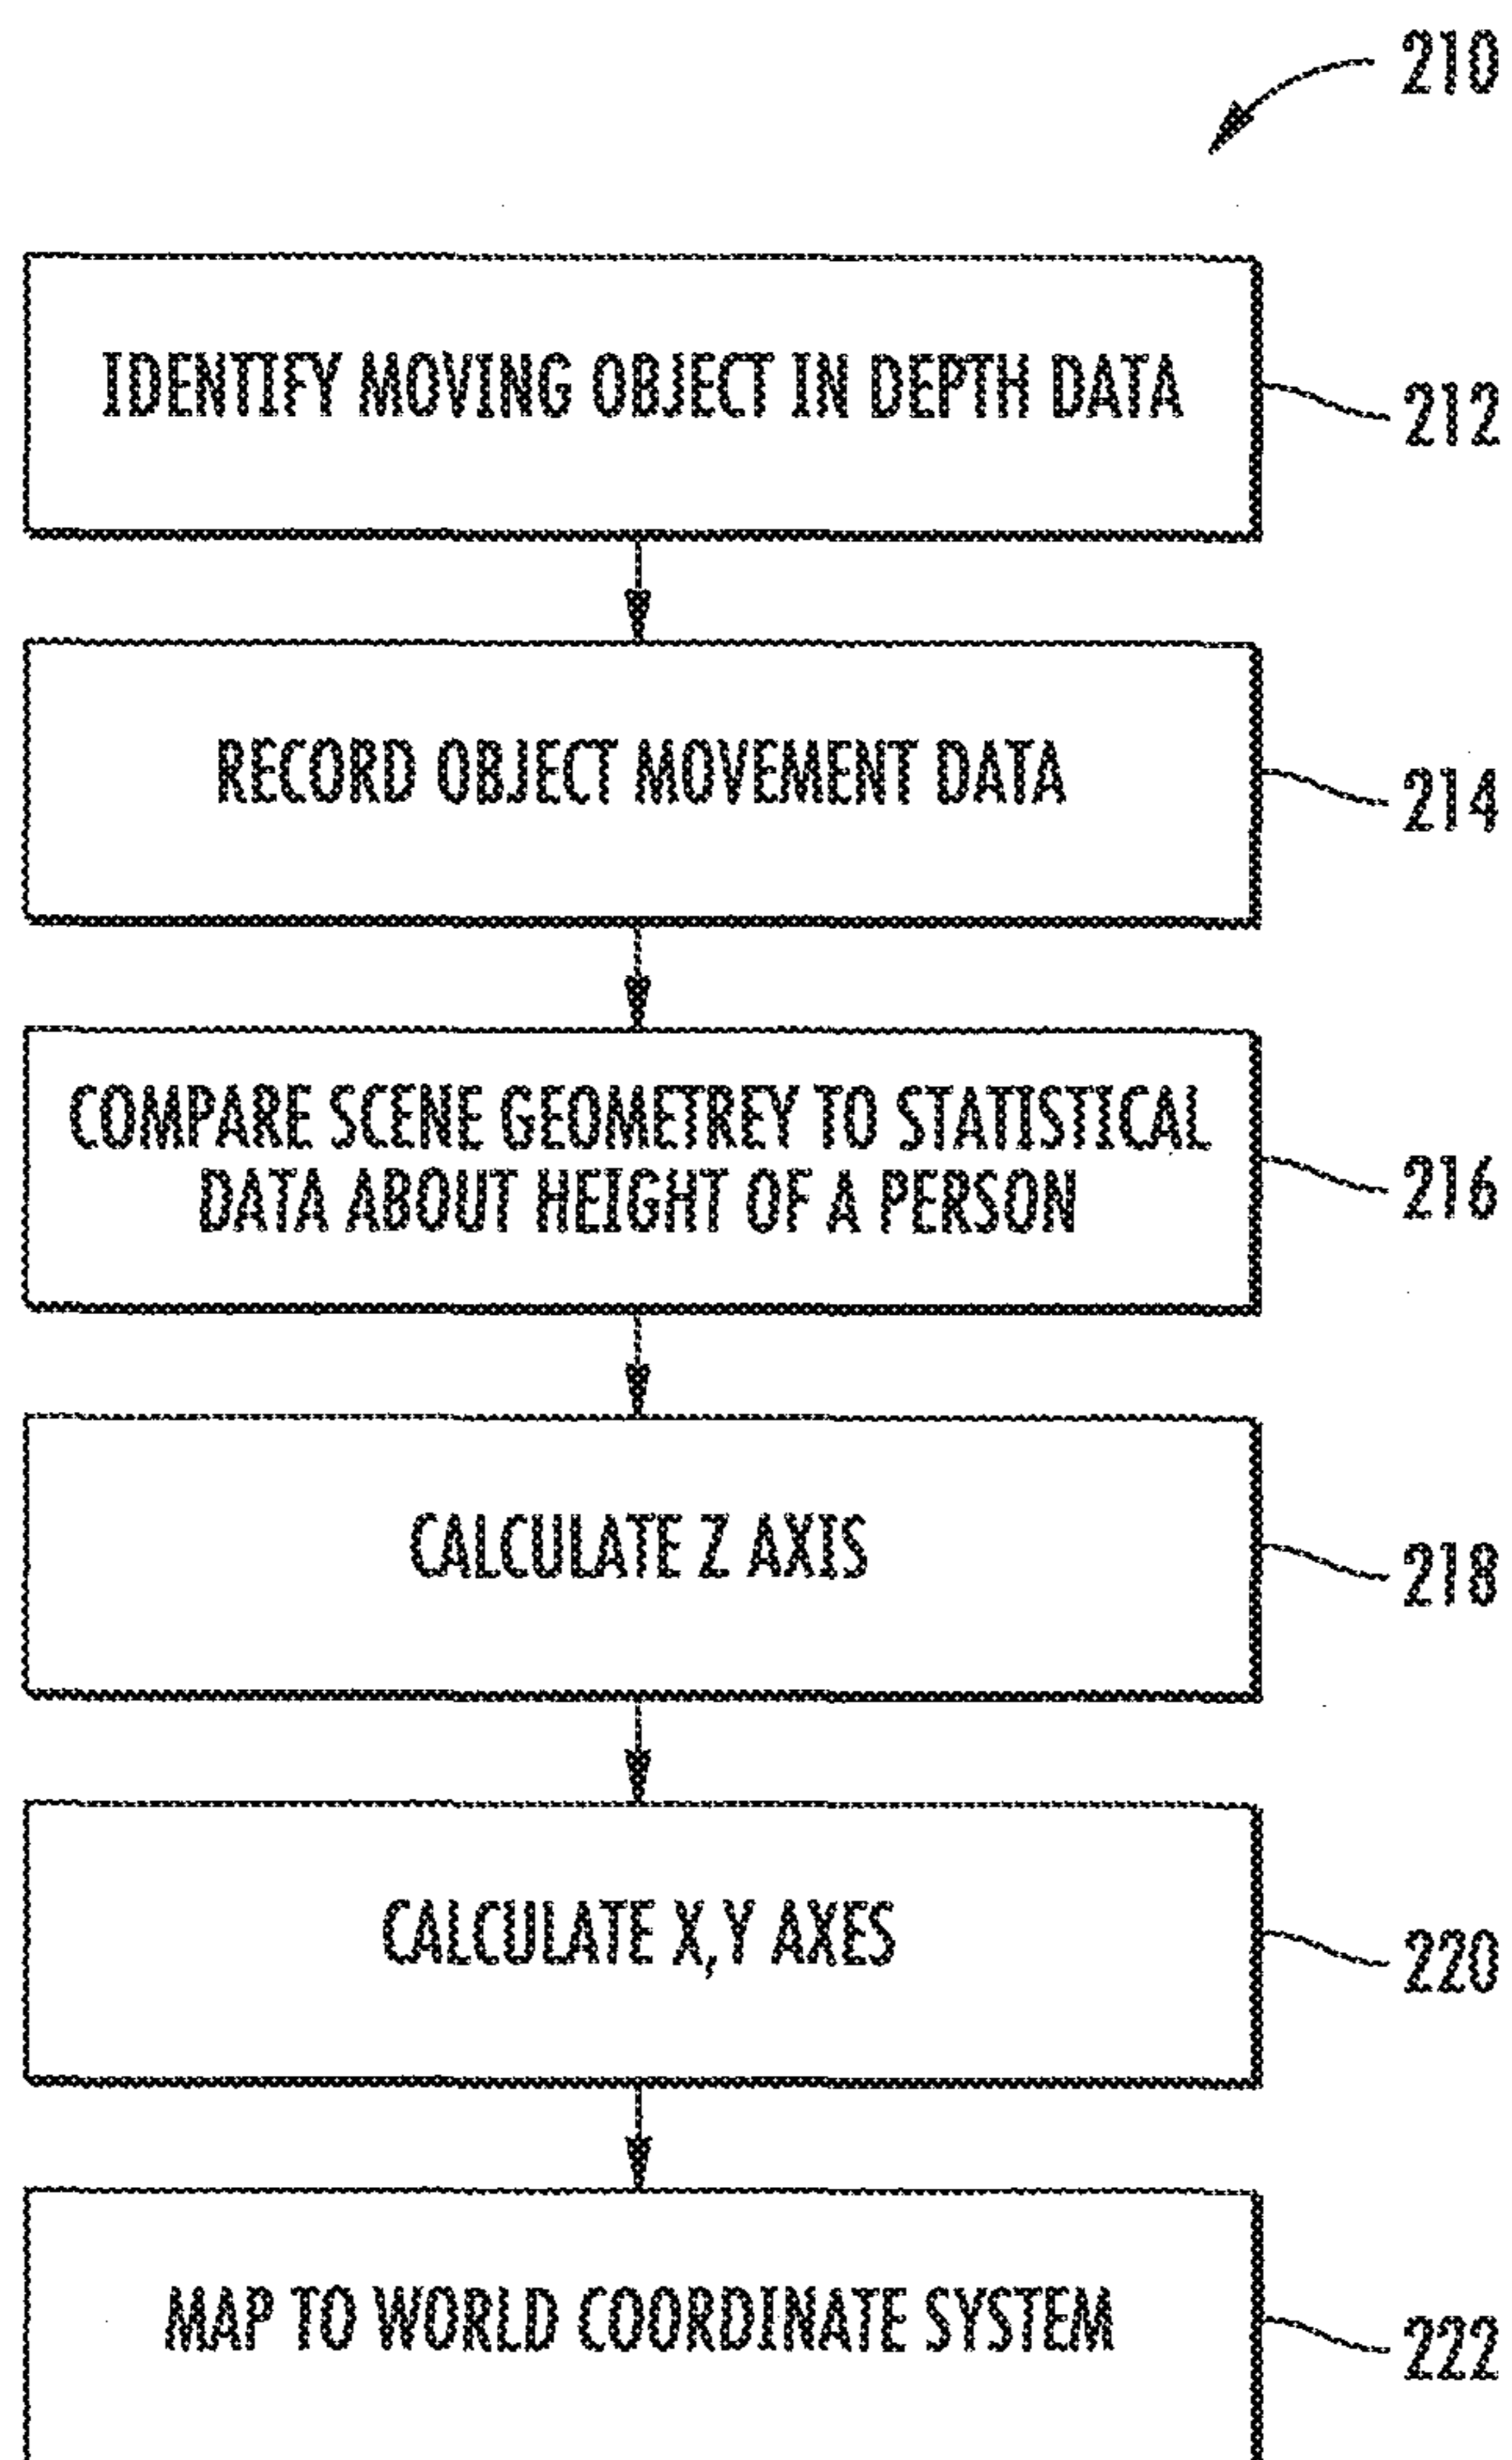 210
IDENTIFY MOVING OBJECT IN DEPTH DATA
212
RECORD OBJECT MOVEMENT DATA
214
COMPARE SCENE GEOMETREY TO STATISTICAL
DATA ABOUT HEIGHT OF A PERSON
216
CALCULATE Z AXIS
218
CALCULATE X,Y AXES
220
MAP TO WORLD COORDINATE SYSTEM
222